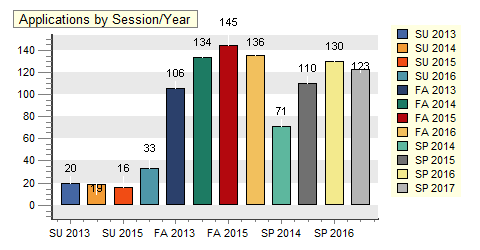 Applications by Session/Year
145
134
136
130
123
106
110
71
33
20
19
16
140
120
100
80
60
40
20
0
SU 2013
SU 2015
FA 2013
FA 2015
SP 2014
SP 2016
SU 2013
SU 2014
SU 2015
SU 2016
FA 2013
FA 2014
FA 2015
FA 2016
SP 2014
SP 2015
SP 2016
SP 2017